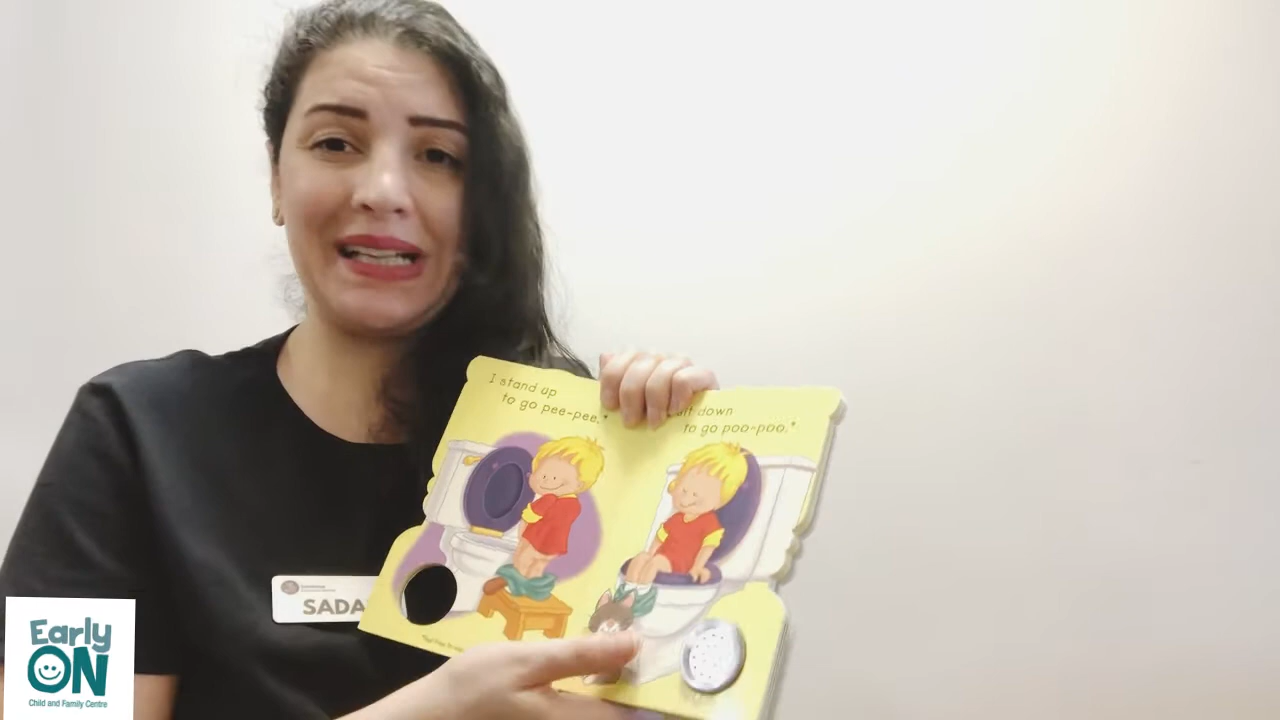 I stand up
to go pee-pee.*
sit down
to go poo-poo.*
SADA
Early
ON
Child and Family Centre